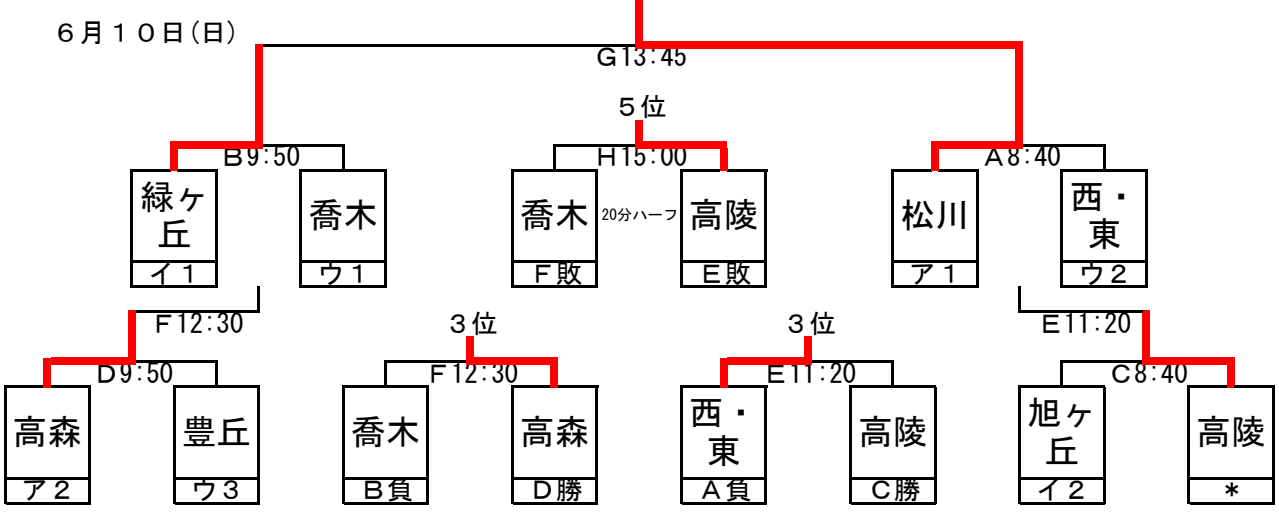 ６月１０日(日)
Ｇ13:45
５位
Ｂ9:50
Ｈ15:00
Ａ8:40
緑ヶ
丘
喬木
喬木
20分ハーフ
高陵
松川
西・
東
イ１
ウ１
Ｆ敗
Ｅ敗
ア１
ウ２
Ｆ12:30
３位
３位
Ｅ11:20
Ｄ9:50
Ｆ12:30
Ｅ11:20
Ｃ8:40
高森
豊丘
喬木
高森
西・
東
高陵
旭ヶ
丘
高陵
ア２
ウ３
Ｂ負
Ｄ勝
Ａ負
Ｃ勝
イ２
*